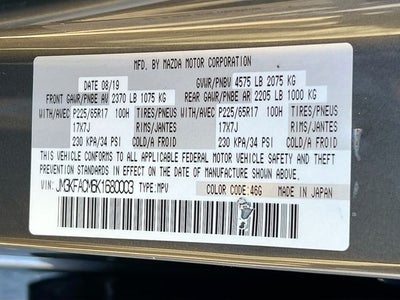 MFD. BY MAZDA MOTOR CORPORATION
DATE 08/19 GVWR/PNBV 4575 LB 2075 KG
FRONT GAWR/PNBE AV 2370 LB 1075 KG REAR GAWR/PNBE AR 2205 LB 1000 KG
WITH/AVEC P225/65R17 100H TIRES/PNEUS WITH/AVEC P225/65R17 100H TIRES/PNEUS
17X7J RIMS/JANTES 17X7J RIMS/JANTES
230 KPA/34 PSI COLD/A FROID 230 KPA/34 PSI COLD/A FROID
THIS VEHICLE CONFORMS TO ALL APPLICABLE FEDERAL MOTOR VEHICLE SAFETY AND THEFT
PREVENTION STANDARDS IN EFFECT ON THE DATE OF MANUFACTURE SHOWN ABOVE.
VIN: JM3KFACM6K1680003 TYPE:MPV COLOR CODE:46G MADE IN JAPAN